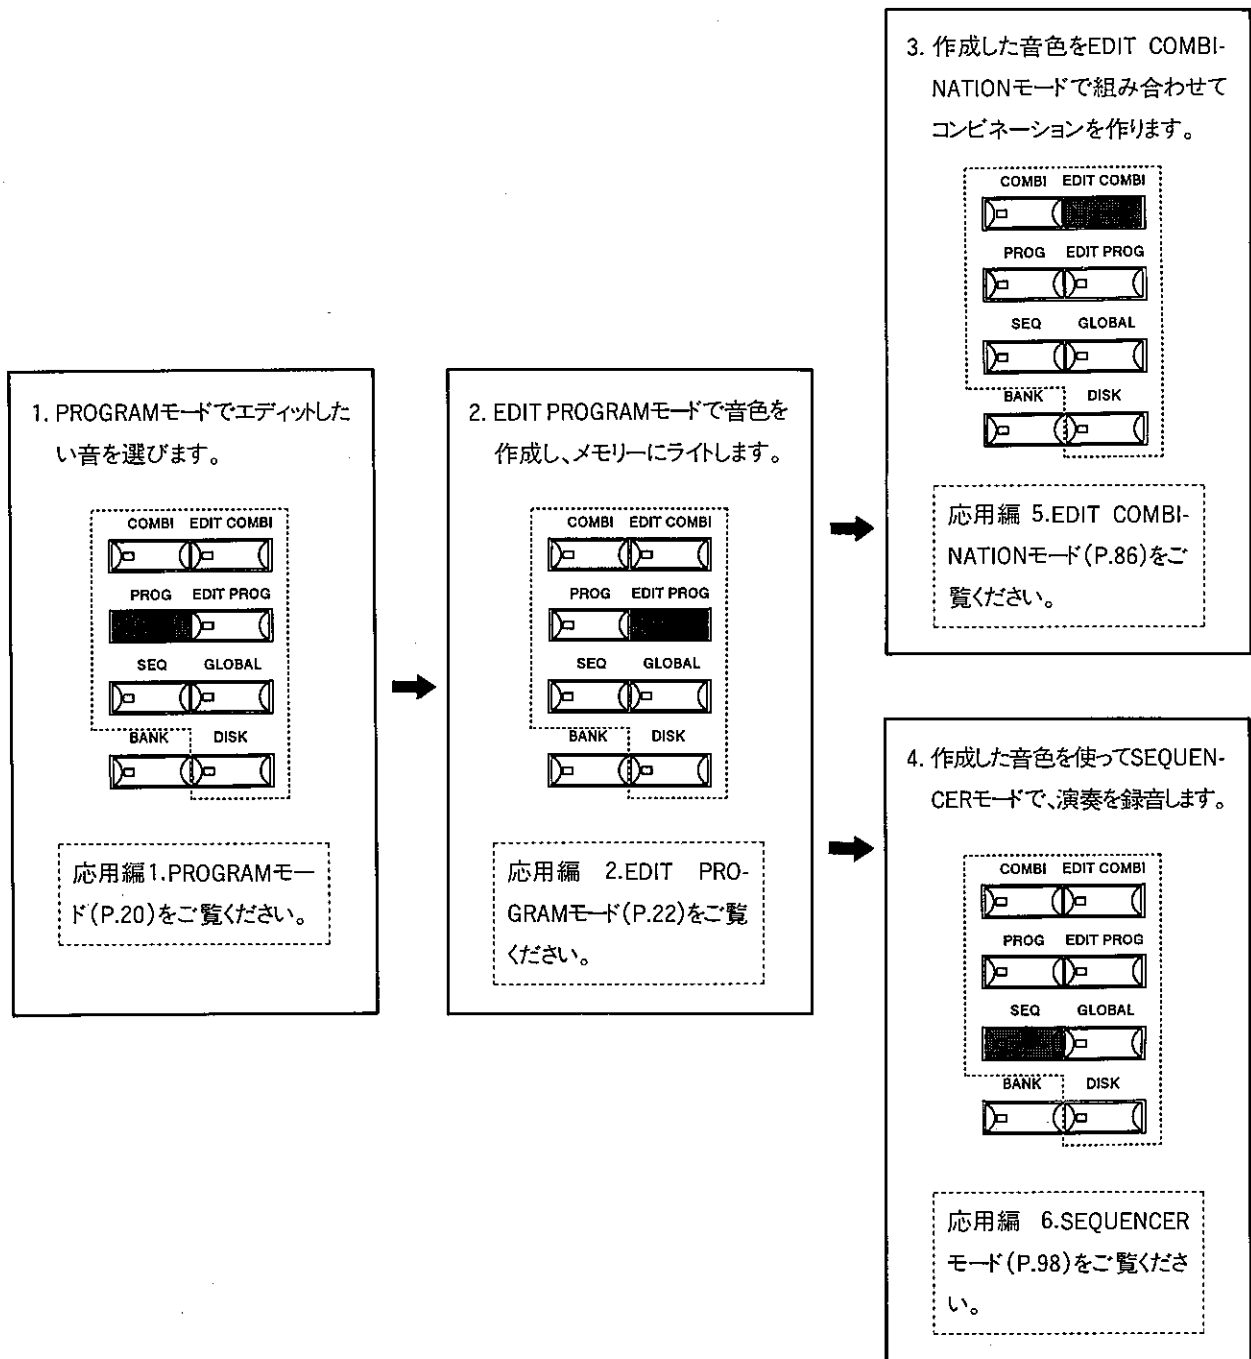 1. PROGRAMモードでエディットした
い音を選びます。
COMBI EDIT COMBI
PROG EDIT PROG
SEQ GLOBAL
BANK DISK
応用編1.PROGRAMモー
ド(P.20)をご覧ください。
2. EDIT PROGRAMモードで音色を
作成し、メモリーにライトします。
COMBI EDIT COMBI
PROG EDIT PROG
SEQ GLOBAL
BANK DISK
応用編 2.EDIT PRO-
GRAMモード(P.22)をご覧
ください。
3. 作成した音色をEDIT COMBI-
NATIONモードで組み合わせて
コンビネーションを作ります。
COMBI EDIT COMBI
PROG EDIT PROG
SEQ GLOBAL
BANK DISK
応用編 5.EDIT COMBI-
NATIONモード(P.86)をご
覧ください。
4. 作成した音色を使ってSEQUEN-
CERモードで、演奏を録音します。
COMBI EDIT COMBI
PROG EDIT PROG
SEQ GLOBAL
BANK DISK
応用編 6.SEQUENCER
モード(P.98)をご覧くださ
い。